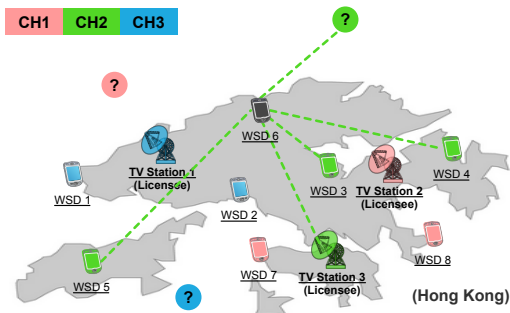 CH1 CH2 CH3
?
?
WSD 6
TV Station 1
(Licensee)
WSD 3
TV Station 2
(Licensee)
WSD 4
WSD 1
WSD 2
WSD 7
WSD 8
WSD 5
TV Station 3
(Licensee)
?
(Hong Kong)